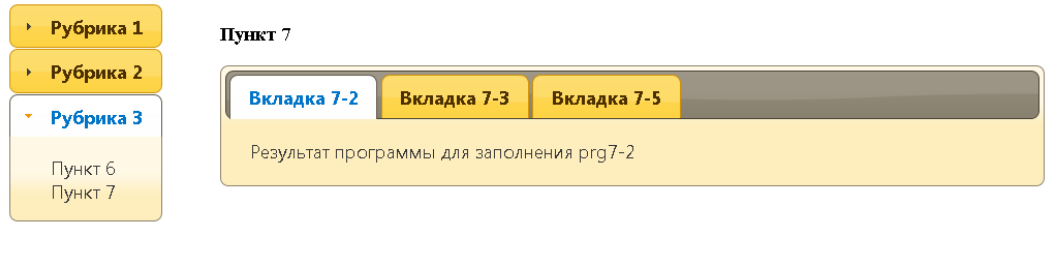 Рубрика 1
Рубрика 2
Рубрика 3
Пункт 6
Пункт 7
Пункт 7
Вкладка 7-2 Вкладка 7-3 Вкладка 7-5
Результат программы для заполнения prg7-2